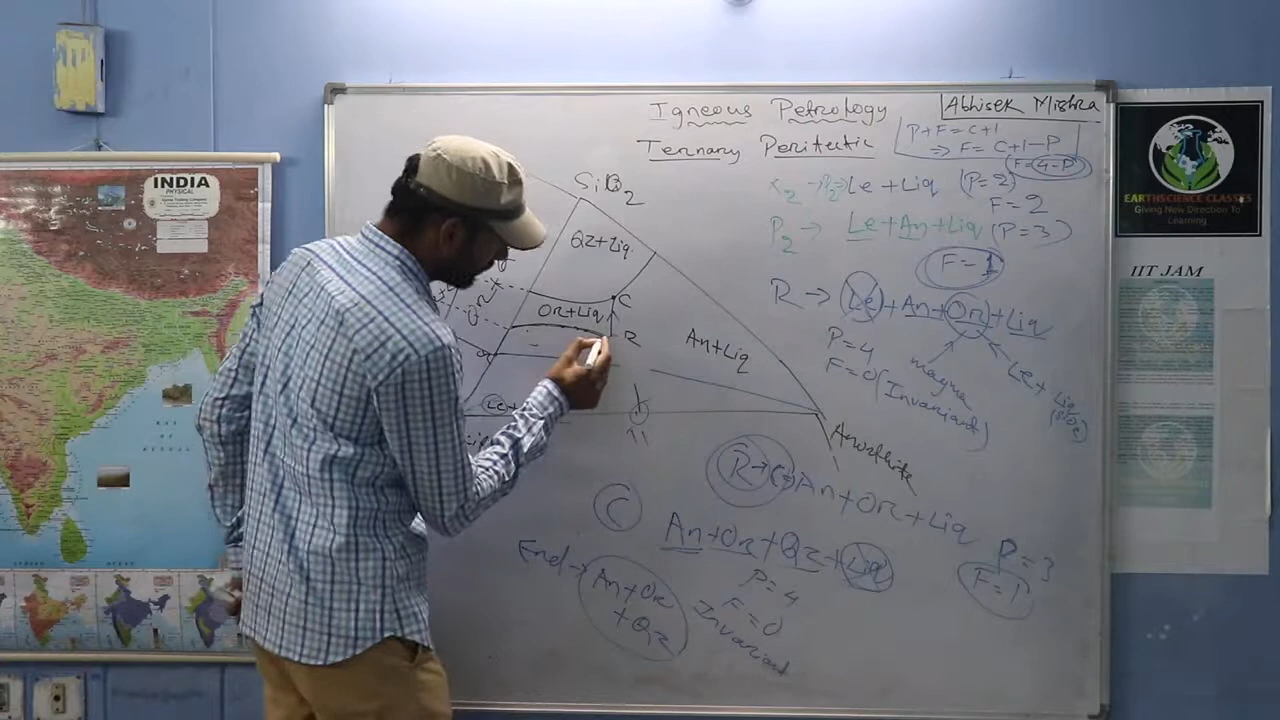 INDIA
PHYSICAL
Igneous Petrology
Abhisek Mishra
Ternary Peritectic
P+F=C+1
⇒ F= C+1-P
F=4-P
X2 → P2 ⇒ Le + Liq (P=2)
F=2
P2 → Le+An+Liq (P=3)
F=1
R → Le+An+Or+Liq
P=4
F=0 (Invariant)
magma
Le+ Liq
SiO2
QZ+Liq
C
OR+Liq
R
An+Liq
Anorthite
R → C ⇒ An+OR+Liq
P=3
F=1
C
An+Or+Qz+Liq
P=4
F=0
Invariant
End → An+OR
+QZ
EARTHSCIENCE CLASSES
Giving New Direction To
Learning
IIT JAM
BAY
OF
BENGAL